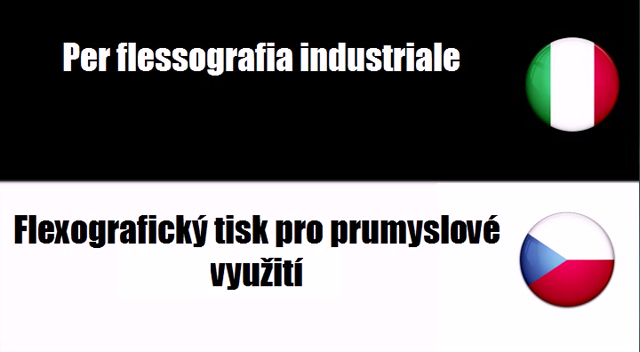 Per flessografia industriale
Flexografický tisk pro prumyslové
využití